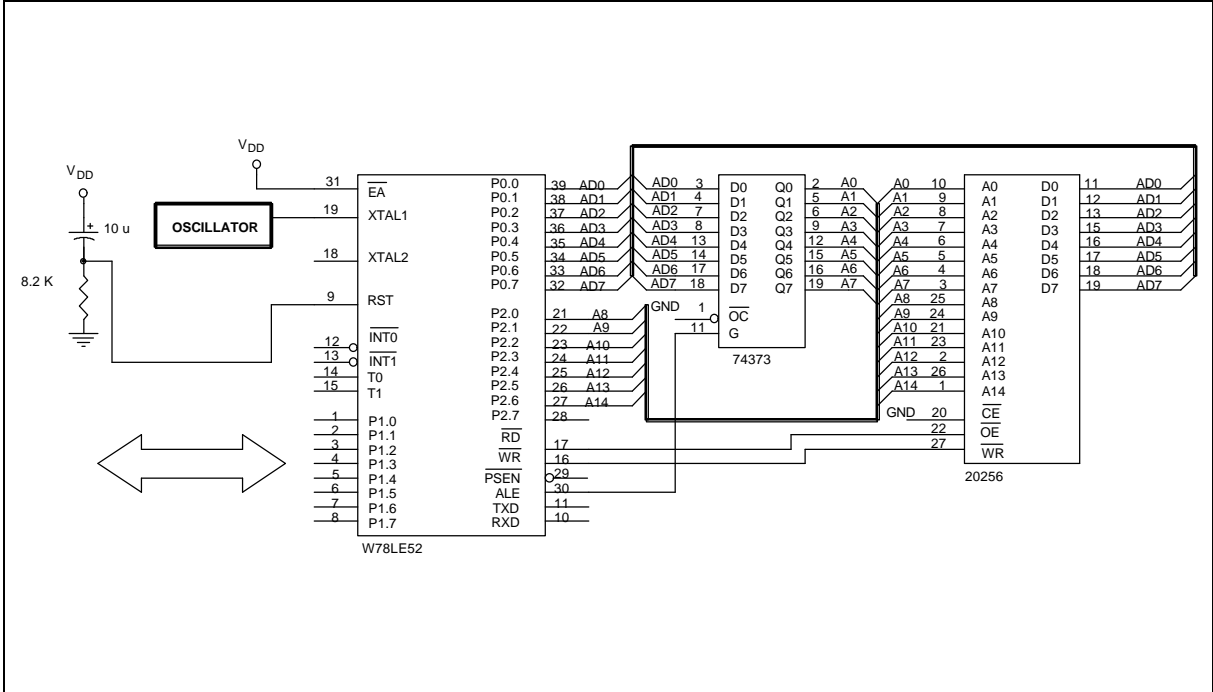 V DD
V DD
10 u
8.2 K
OSCILLATOR
31 EA
19 XTAL1
18 XTAL2
9 RST
12 INT0
13 INT1
14 T0
15 T1
1 P1.0
2 P1.1
3 P1.2
4 P1.3
5 P1.4
6 P1.5
7 P1.6
8 P1.7
P0.0 39 AD0
P0.1 38 AD1
P0.2 37 AD2
P0.3 36 AD3
P0.4 35 AD4
P0.5 34 AD5
P0.6 33 AD6
P0.7 32 AD7
P2.0 21 A8
P2.1 22 A9
P2.2 23 A10
P2.3 24 A11
P2.4 25 A12
P2.5 26 A13
P2.6 27 A14
P2.7 28
RD 17
WR 16
PSEN 29
ALE 30
TXD 11
RXD 10
W78LE52
AD0 3 D0 Q0 2 A0
AD1 4 D1 Q1 5 A1
AD2 7 D2 Q2 6 A2
AD3 8 D3 Q3 9 A3
AD4 13 D4 Q4 12 A4
AD5 14 D5 Q5 15 A5
AD6 17 D6 Q6 16 A6
AD7 18 D7 Q7 19 A7
GND 1 OC
11 G
74373
A0 10 A0 D0 11 AD0
A1 9 A1 D1 12 AD1
A2 8 A2 D2 13 AD2
A3 7 A3 D3 15 AD3
A4 6 A4 D4 16 AD4
A5 5 A5 D5 17 AD5
A6 4 A6 D6 18 AD6
A7 3 A7 D7 19 AD7
A8 25 A8
A9 24 A9
A10 21 A10
A11 23 A11
A12 2 A12
A13 26 A13
A14 1 A14
GND 20 CE
22 OE
27 WR
20256